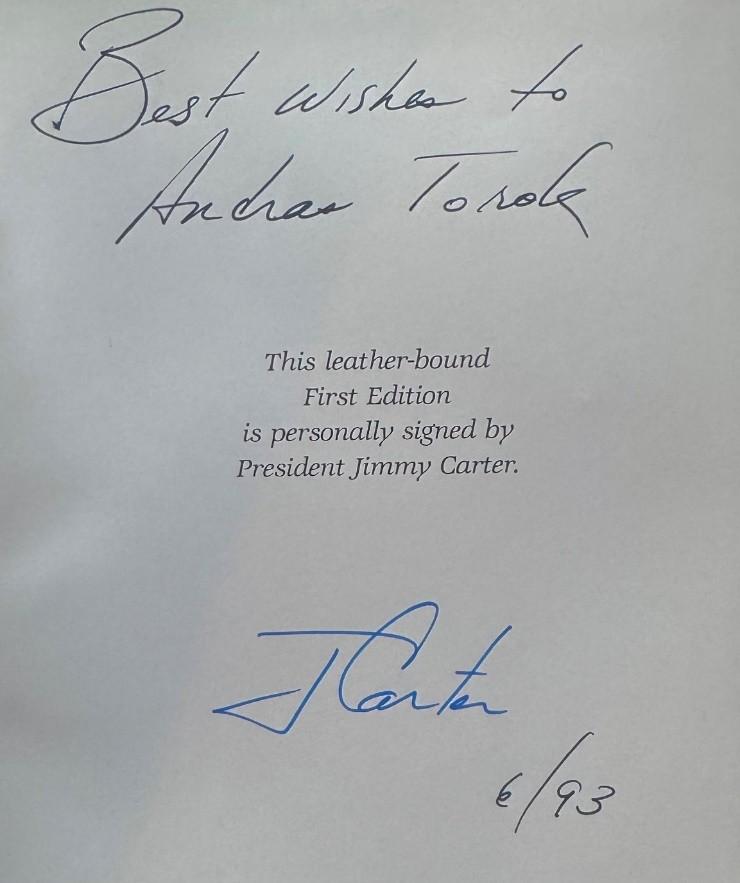 Best wishes to
Andras Torok
This leather-bound
First Edition
is personally signed by
President Jimmy Carter.
J Carter
6/93